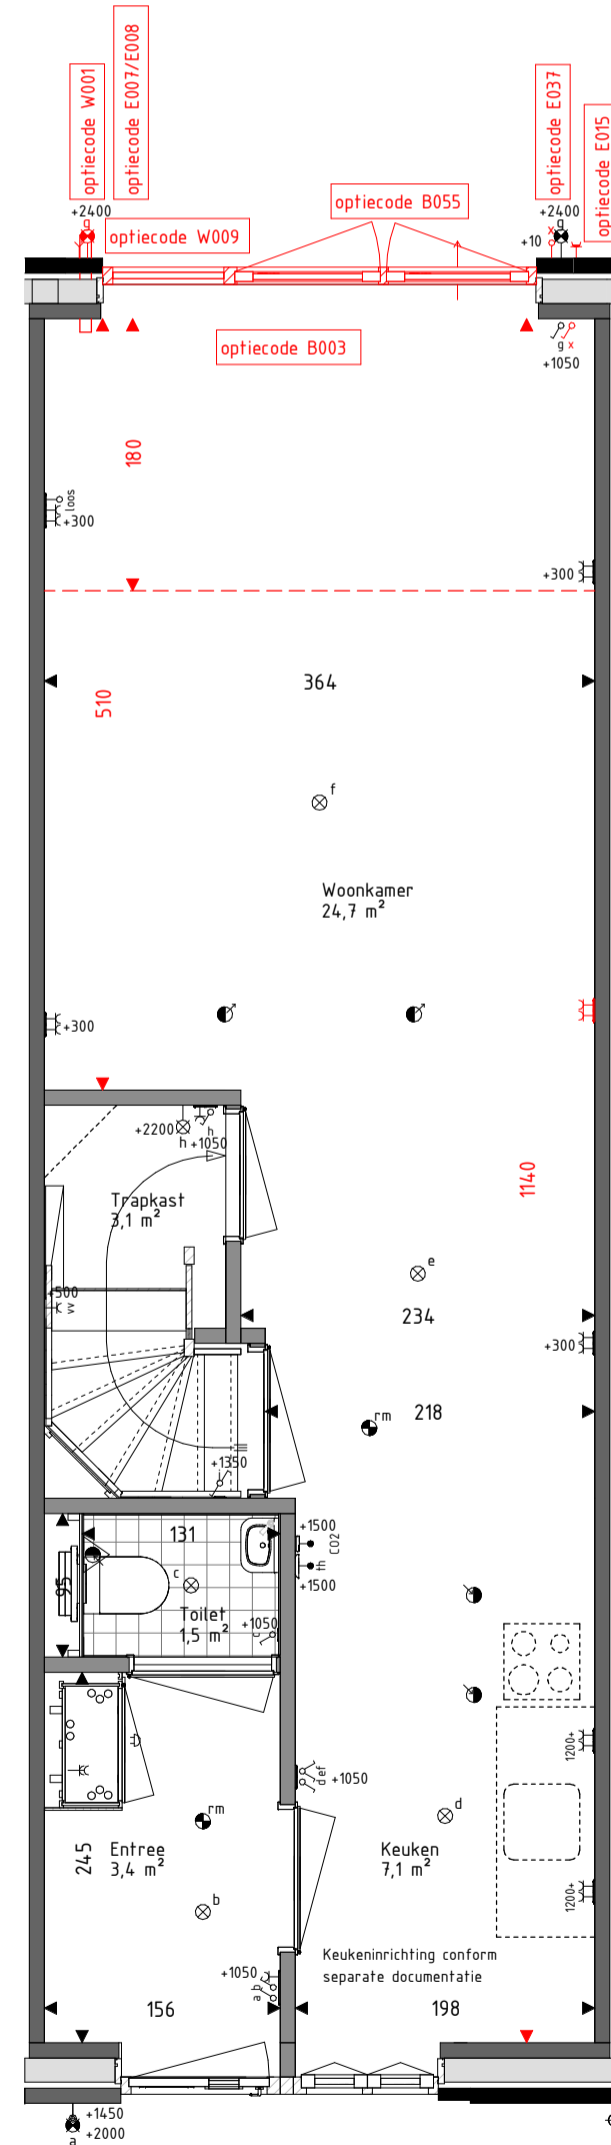 optiecode W001
optiecode E007/E008
optiecode E037
optiecode E015
optiecode B055
+2400
g
optiecode W009
+2400
g
x
+10
optiecode B003
g x
+1050
180
loos
+300
+300
364
510
f
Woonkamer
24,7 m²
+300
+2200
h
h
+1050
Trapkast
3,1 m²
1140
e
+500
vv
234
+300
218
rm
+1350
i
131
+1500
CO2
th
+1500
95
c
Toilet
1,5 m²
+1050
c
def
+1050
1200+
rm
d
245
Entree
3,4 m²
Keuken
7,1 m²
b
1200+
Keukeninrichting conform
separate documentatie
+1050
a b
156
198
+1450
+2000
a